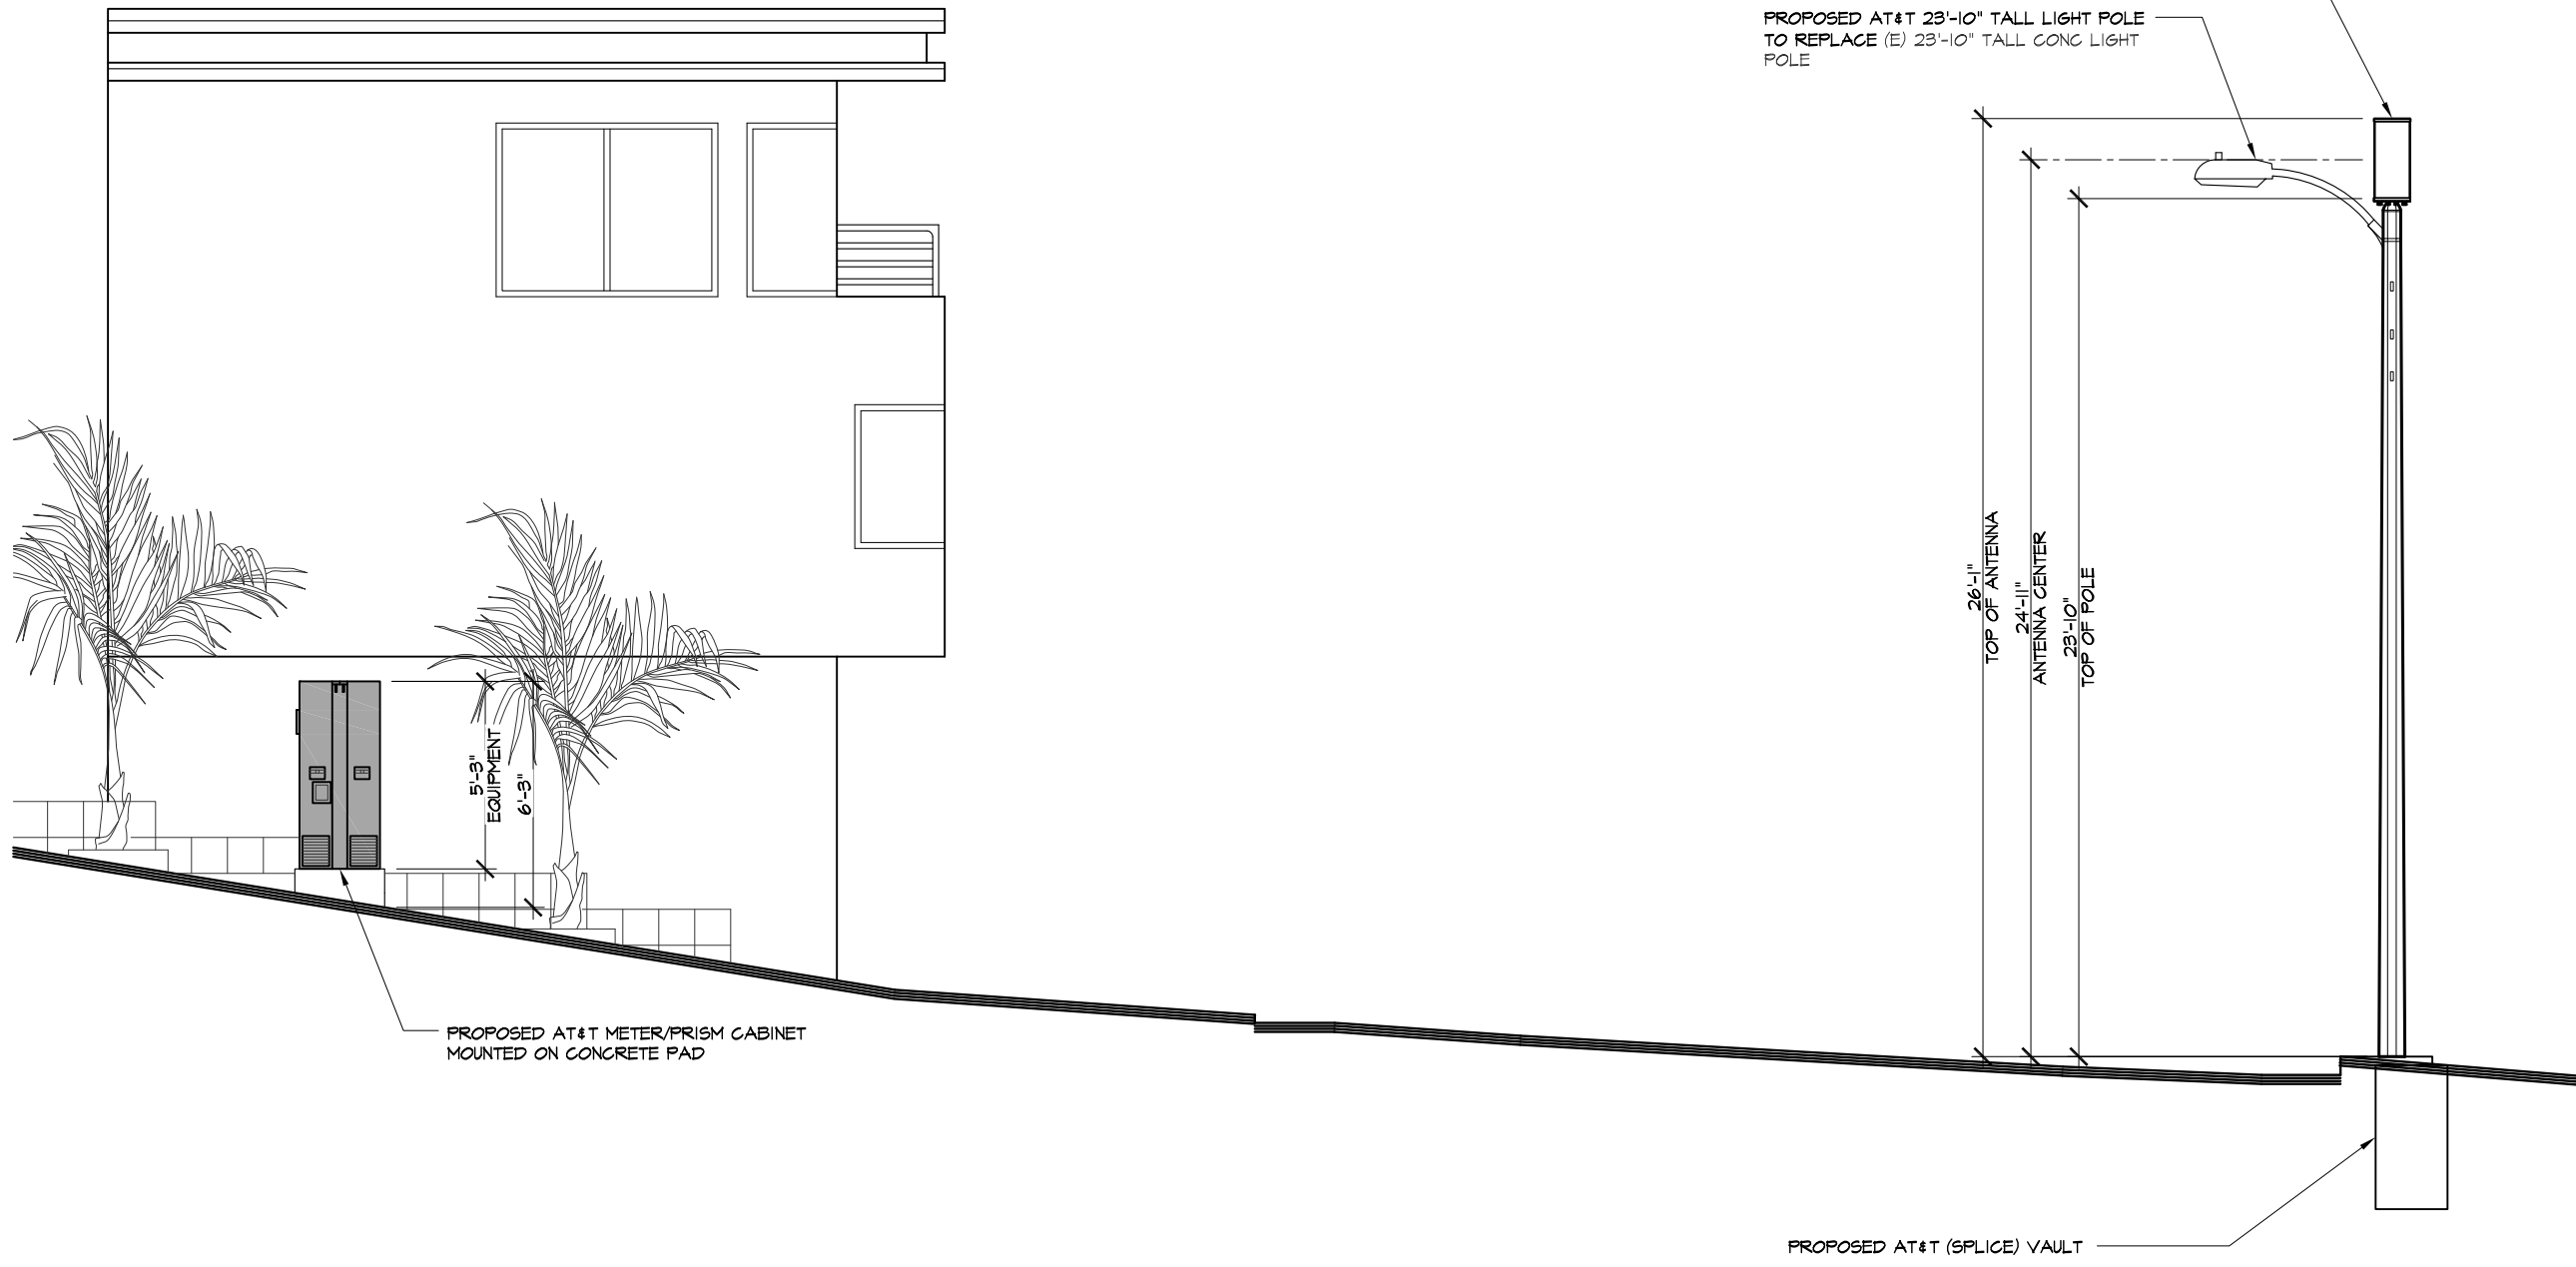 PROPOSED AT&T 23'-10" TALL LIGHT POLE
TO REPLACE (E) 23'-10" TALL CONC LIGHT
POLE
26'-1"
TOP OF ANTENNA
24'-11"
ANTENNA CENTER
23'-10"
TOP OF POLE
5'-3"
EQUIPMENT
6'-3"
PROPOSED AT&T METER/PRISM CABINET
MOUNTED ON CONCRETE PAD
PROPOSED AT&T (SPLICE) VAULT